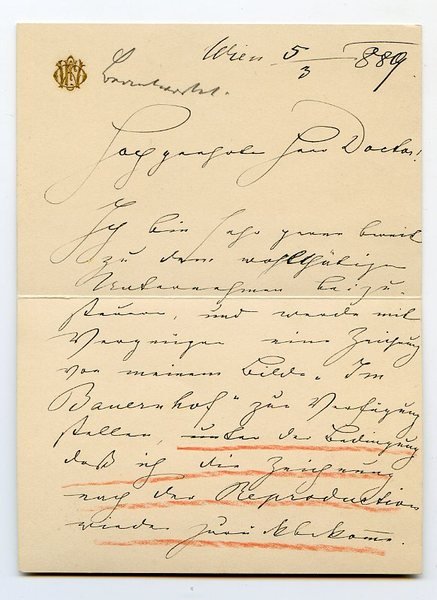 Wien 5/3 889.
Beantwortet.
Hochgeehrter Herr Doctor!
Ich bin sehr gerne bereit
zu dem wohlthätigen
Unternehmen beizu-
steuern, und werde mit
Vergnügen eine Zeichnung
von meinem Bilde „Im
Bauernhof" zur Verfügung
stellen, unter der Bedingung
daß ich die Zeichnung
nach der Reproduction
wieder zurückbekomme.